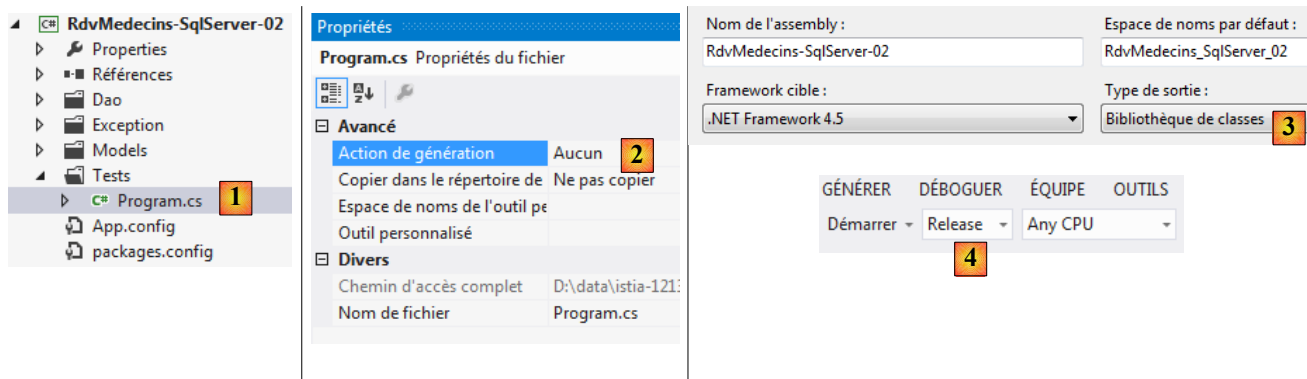 RdvMedecins-SqlServer-02
Properties
Références
Dao
Exception
Models
Tests
Program.cs 1
App.config
packages.config
Propriétés
Program.cs Propriétés du fichier
Avancé
Action de génération Aucun 2
Copier dans le répertoire de Ne pas copier
Espace de noms de l'outil pe
Outil personnalisé
Divers
Chemin d'accès complet D:\data\istia-121
Nom de fichier Program.cs
Nom de l'assembly : Espace de noms par défaut :
RdvMedecins-SqlServer-02 RdvMedecins_SqlServer_02
Framework cible : Type de sortie :
.NET Framework 4.5 Bibliothèque de classes 3
GÉNÉRER DÉBOGUER ÉQUIPE OUTILS
Démarrer Release Any CPU
4